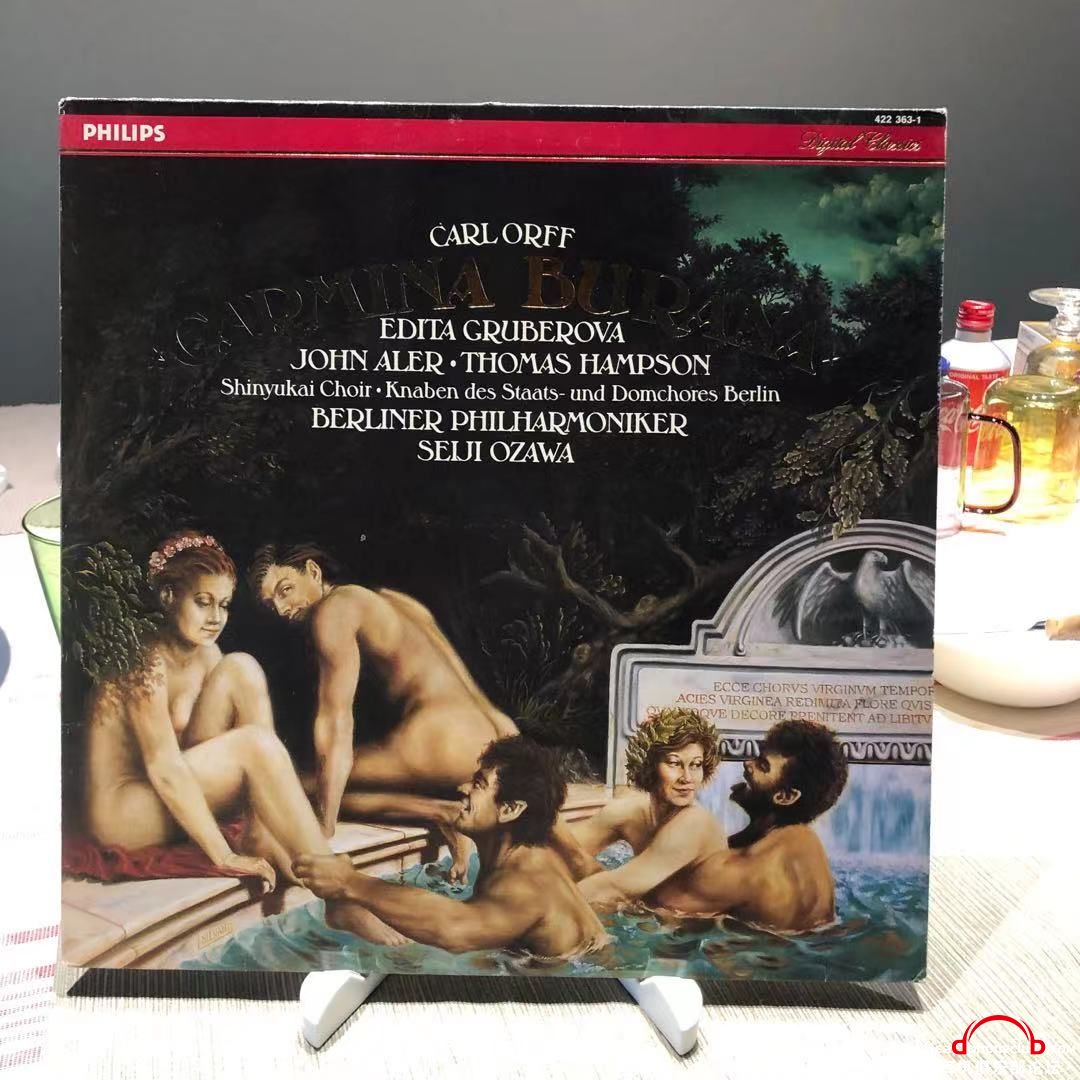 422 363-1
PHILIPS
Digital Classics
CARL ORFF
CARMINA BURANA
EDITA GRUBEROVA
JOHN ALER • THOMAS HAMPSON
Shinyukai Choir • Knaben des Staats- und Domchores Berlin
BERLINER PHILHARMONIKER
SEIJI OZAWA
ORIGINAL TASTE
ECCE CHORVS VIRGINVM TEMPOR
ACIES VIRGINEA REDIMITA FLORE QVIS
DECORE PRENITENT AD LIBITV